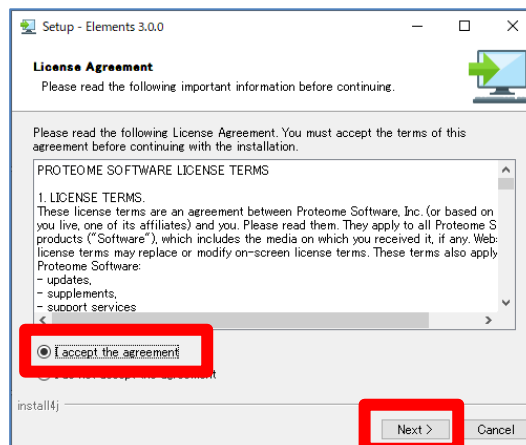 Setup - Elements 3.0.0
License Agreement
Please read the following important information before continuing.
Please read the following License Agreement. You must accept the terms of this
agreement before continuing with the installation.
PROTEOME SOFTWARE LICENSE TERMS
1. LICENSE TERMS.
These license terms are an agreement between Proteome Software, Inc. (or based on
you live, one of its affiliates) and you. Please read them. They apply to all Proteome S
products ("Software"), which includes the media on which you received it, if any. Web
license terms may replace or modify on-screen license terms. These terms also apply
Proteome Software:
- updates,
- supplements,
- support services
I accept the agreement
accept the agreement
install4j
Next >
Cancel